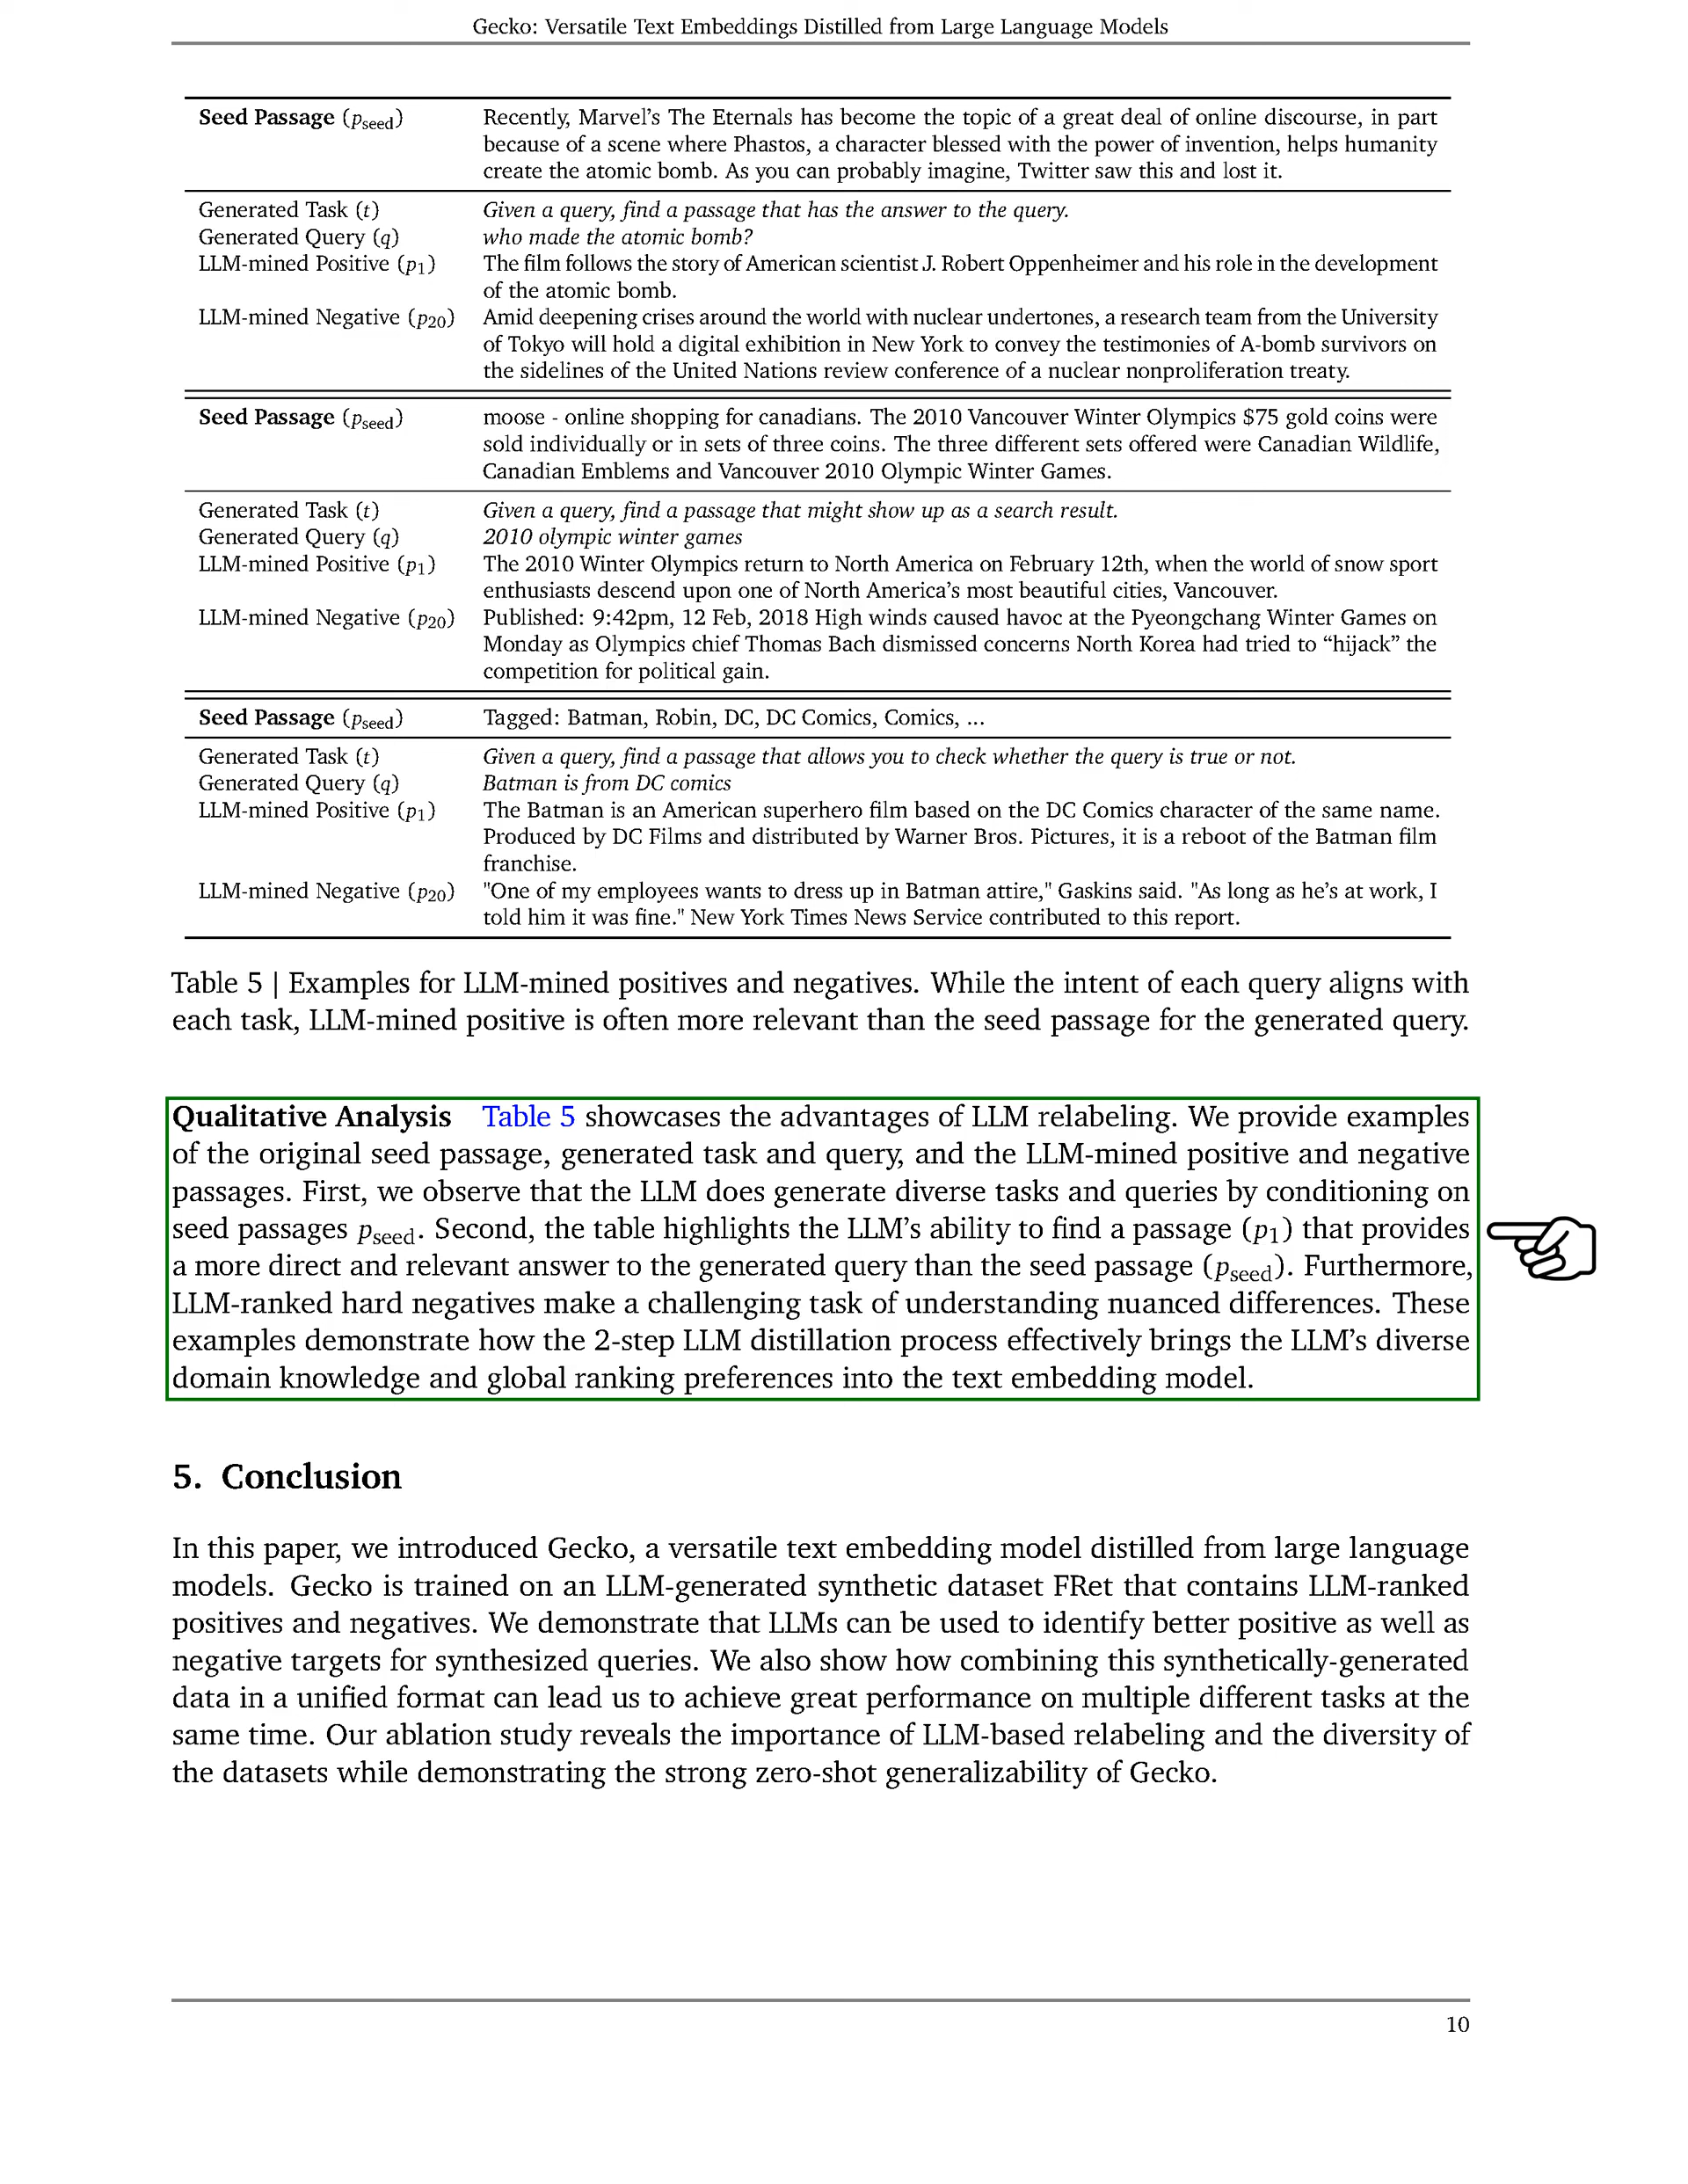 Gecko: Versatile Text Embeddings Distilled from Large Language Models
Seed Passage (pseed) Recently, Marvel's The Eternals has become the topic of a great deal of online discourse, in part
because of a scene where Phastos, a character blessed with the power of invention, helps humanity
create the atomic bomb. As you can probably imagine, Twitter saw this and lost it.
Generated Task (t) Given a query, find a passage that has the answer to the query.
Generated Query (q) who made the atomic bomb?
LLM-mined Positive (p1) The film follows the story of American scientist J. Robert Oppenheimer and his role in the development
of the atomic bomb.
LLM-mined Negative (p20) Amid deepening crises around the world with nuclear undertones, a research team from the University
of Tokyo will hold a digital exhibition in New York to convey the testimonies of A-bomb survivors on
the sidelines of the United Nations review conference of a nuclear nonproliferation treaty.
Seed Passage (pseed) moose - online shopping for canadians. The 2010 Vancouver Winter Olympics $75 gold coins were
sold individually or in sets of three coins. The three different sets offered were Canadian Wildlife,
Canadian Emblems and Vancouver 2010 Olympic Winter Games.
Generated Task (t) Given a query, find a passage that might show up as a search result.
Generated Query (q) 2010 olympic winter games
LLM-mined Positive (p1) The 2010 Winter Olympics return to North America on February 12th, when the world of snow sport
enthusiasts descend upon one of North America's most beautiful cities, Vancouver.
LLM-mined Negative (p20) Published: 9:42pm, 12 Feb, 2018 High winds caused havoc at the Pyeongchang Winter Games on
Monday as Olympics chief Thomas Bach dismissed concerns North Korea had tried to “hijack” the
competition for political gain.
Seed Passage (pseed) Tagged: Batman, Robin, DC, DC Comics, Comics, ...
Generated Task (t) Given a query, find a passage that allows you to check whether the query is true or not.
Generated Query (q) Batman is from DC comics
LLM-mined Positive (p1) The Batman is an American superhero film based on the DC Comics character of the same name.
Produced by DC Films and distributed by Warner Bros. Pictures, it is a reboot of the Batman film
franchise.
LLM-mined Negative (p20) "One of my employees wants to dress up in Batman attire," Gaskins said. "As long as he's at work, I
told him it was fine." New York Times News Service contributed to this report.
Table 5 | Examples for LLM-mined positives and negatives. While the intent of each query aligns with
each task, LLM-mined positive is often more relevant than the seed passage for the generated query.
Qualitative Analysis Table 5 showcases the advantages of LLM relabeling. We provide examples
of the original seed passage, generated task and query, and the LLM-mined positive and negative
passages. First, we observe that the LLM does generate diverse tasks and queries by conditioning on
seed passages pseed. Second, the table highlights the LLM's ability to find a passage (p1) that provides
a more direct and relevant answer to the generated query than the seed passage (pseed). Furthermore,
LLM-ranked hard negatives make a challenging task of understanding nuanced differences. These
examples demonstrate how the 2-step LLM distillation process effectively brings the LLM's diverse
domain knowledge and global ranking preferences into the text embedding model.
5. Conclusion
In this paper, we introduced Gecko, a versatile text embedding model distilled from large language
models. Gecko is trained on an LLM-generated synthetic dataset FRet that contains LLM-ranked
positives and negatives. We demonstrate that LLMs can be used to identify better positive as well as
negative targets for synthesized queries. We also show how combining this synthetically-generated
data in a unified format can lead us to achieve great performance on multiple different tasks at the
same time. Our ablation study reveals the importance of LLM-based relabeling and the diversity of
the datasets while demonstrating the strong zero-shot generalizability of Gecko.
10